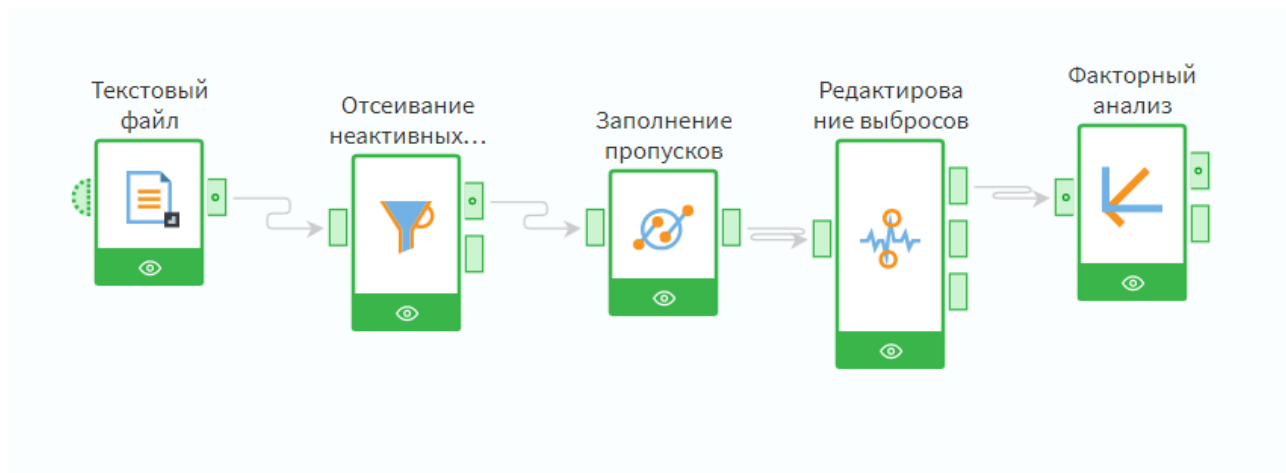 Текстовый
файл
Отсеивание
неактивных...
Заполнение
пропусков
Редактирова
ние выбросов
Факторный
анализ